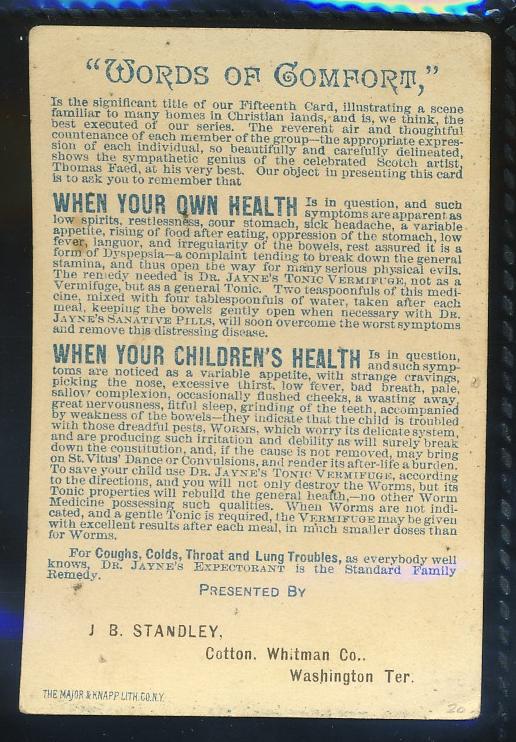 “WORDS OF COMFORT,”
Is the significant title of our Fifteenth Card, illustrating a scene
familiar to many homes in Christian lands, and is, we think, the
best executed of our series. The reverent air and thoughtful
countenance of each member of the group—the appropriate expres-
sion of each individual, so beautifully and carefully delineated,
shows the sympathetic genius of the celebrated Scotch artist,
Thomas Faed, at his very best. Our object in presenting this card
is to ask you to remember that
WHEN YOUR OWN HEALTH Is in question, and such
symptoms are apparent as
low spirits, restlessness, sour stomach, sick headache, a variable
appetite, rising of food after eating, oppression of the stomach, low
fever, languor, and irregularity of the bowels, rest assured it is a
form of Dyspepsia—a complaint tending to break down the general
stamina, and thus open the way for many serious physical evils.
The remedy needed is DR. JAYNE'S TONIC VERMIFUGE, not as a
Vermifuge, but as a general Tonic. Two teaspoonfuls of this medi-
cine, mixed with four tablespoonfuls of water, taken after each
meal, keeping the bowels gently open when necessary with DR.
JAYNE'S SANATIVE PILLS, will soon overcome the worst symptoms
and remove this distressing disease.
WHEN YOUR CHILDREN'S HEALTH Is in question,
and such symp-
toms are noticed as a variable appetite, with strange cravings,
picking the nose, excessive thirst, low fever, bad breath, pale,
sallow complexion, occasionally flushed cheeks, a wasting away,
great nervousness, fitful sleep, grinding of the teeth, accompanied
by weakness of the bowels—they indicate that the child is troubled
with those dreadful pests, WORMS, which worry its delicate system,
and are producing such irritation and debility as will surely break
down the constitution, and, if the cause is not removed, may bring
on St. Vitus' Dance or Convulsions, and render its after-life a burden.
To save your child use DR. JAYNE'S TONIC VERMIFUGE, according
to the directions, and you will not only destroy the Worms, but its
Tonic properties will rebuild the general health,—no other Worm
Medicine possessing such qualities. When Worms are not indi-
cated, and a gentle Tonic is required, the VERMIFUGE may be given
with excellent results after each meal, in much smaller doses than
for Worms.
For Coughs, Colds, Throat and Lung Troubles, as everybody well
knows, DR. JAYNE'S EXPECTORANT is the Standard Family
Remedy.
PRESENTED BY
J B. STANDLEY,
Cotton, Whitman Co..
Washington Ter.
THE MAJOR & KNAPP LITH. CO. N.Y.
20